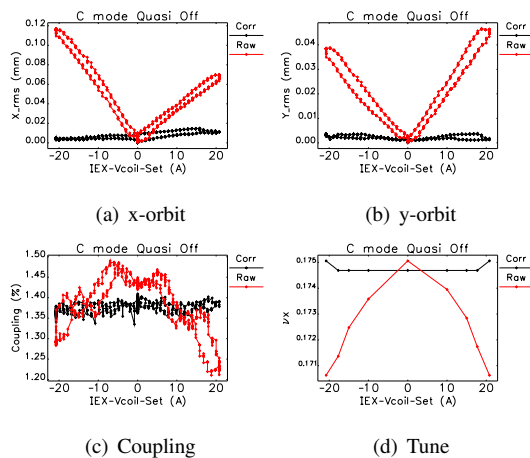 C mode Quasi Off
X_rms (mm)
0.12
0.10
0.08
0.06
0.04
0.02
0.00
-20 -10 0 10 20
IEX-Vcoil-Set (A)
Corr
Raw
(a) x-orbit
C mode Quasi Off
Y_rms (mm)
0.04
0.03
0.02
0.01
0.00
-20 -10 0 10 20
IEX-Vcoil-Set (A)
Corr
Raw
(b) y-orbit
C mode Quasi Off
Coupling (%)
1.50
1.45
1.40
1.35
1.30
1.25
1.20
-20 -10 0 10 20
IEX-Vcoil-Set (A)
Corr
Raw
(c) Coupling
C mode Quasi Off
νx
0.175
0.174
0.173
0.172
0.171
-20 -10 0 10 20
IEX-Vcoil-Set (A)
Corr
Raw
(d) Tune